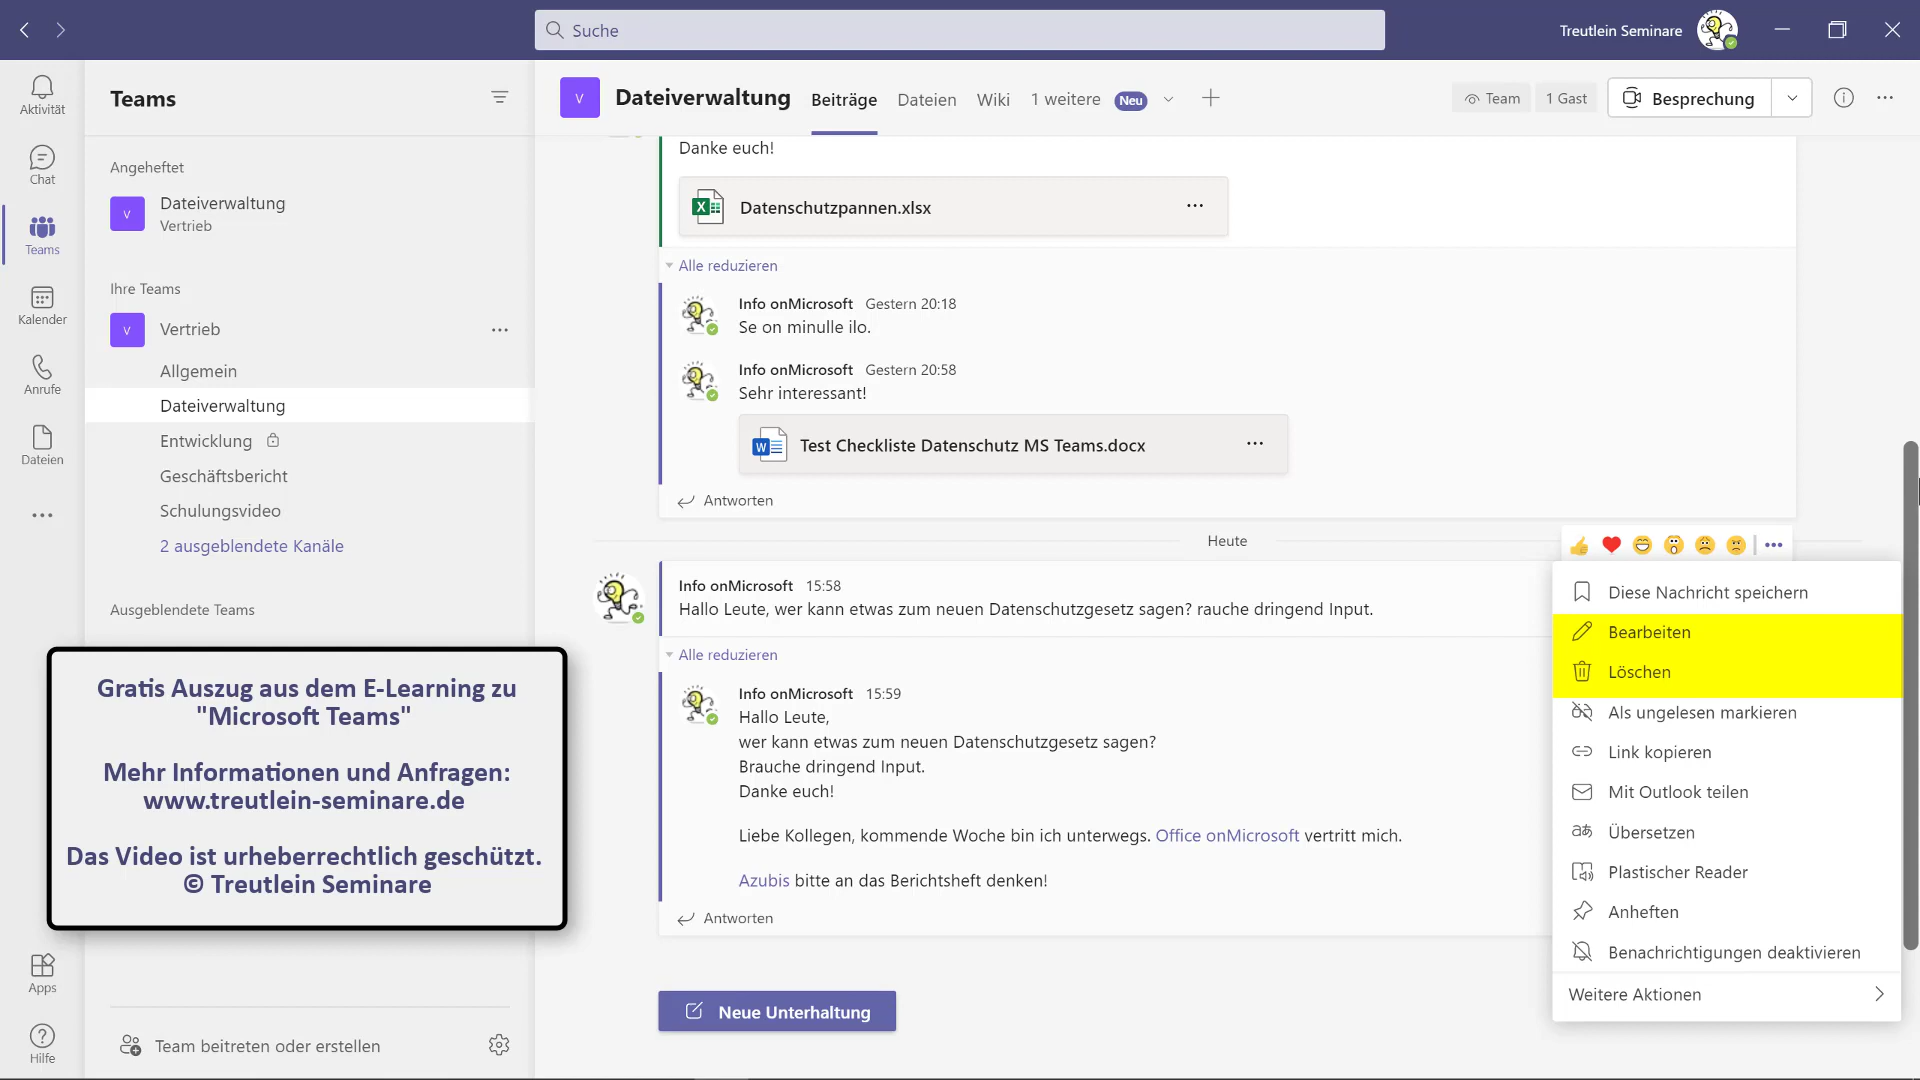 Suche
Treutlein Seminare
Aktivität
Chat
Teams
Kalender
Anrufe
Dateien
Apps
Hilfe
Teams
Angeheftet
V
Dateiverwaltung
Vertrieb
Ihre Teams
V
Vertrieb
Allgemein
Dateiverwaltung
Entwicklung
Geschäftsbericht
Schulungsvideo
2 ausgeblendete Kanäle
Ausgeblendete Teams
Gratis Auszug aus dem E-Learning zu
"Microsoft Teams"
Mehr Informationen und Anfragen:
www.treutlein-seminare.de
Das Video ist urheberrechtlich geschützt.
© Treutlein Seminare
Team beitreten oder erstellen
V
Dateiverwaltung Beiträge Dateien Wiki 1 weitere Neu
Team 1 Gast Besprechung
Danke euch!
Datenschutzpannen.xlsx
Alle reduzieren
Info onMicrosoft Gestern 20:18
Se on minulle ilo.
Info onMicrosoft Gestern 20:58
Sehr interessant!
Test Checkliste Datenschutz MS Teams.docx
Antworten
Heute
Info onMicrosoft 15:58
Hallo Leute, wer kann etwas zum neuen Datenschutzgesetz sagen? rauche dringend Input.
Alle reduzieren
Info onMicrosoft 15:59
Hallo Leute,
wer kann etwas zum neuen Datenschutzgesetz sagen?
Brauche dringend Input.
Danke euch!
Liebe Kollegen, kommende Woche bin ich unterwegs. Office onMicrosoft vertritt mich.
Azubis bitte an das Berichtsheft denken!
Antworten
Neue Unterhaltung
Diese Nachricht speichern
Bearbeiten
Löschen
Als ungelesen markieren
Link kopieren
Mit Outlook teilen
Übersetzen
Plastischer Reader
Anheften
Benachrichtigungen deaktivieren
Weitere Aktionen